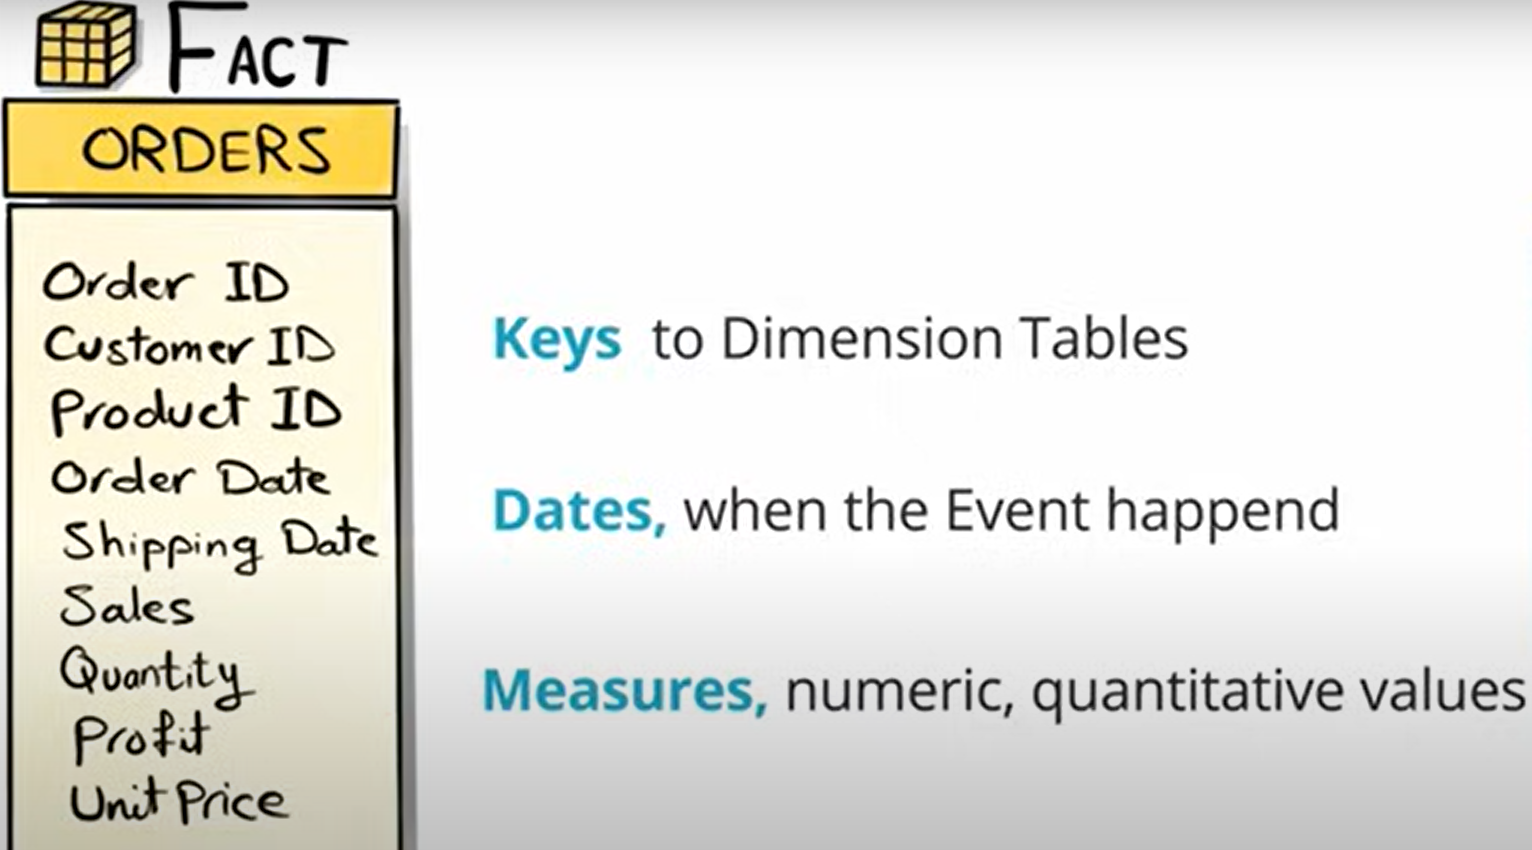 FACT
ORDERS
Order ID
Customer ID
Product ID
Order Date
Shipping Date
Sales
Quantity
Profit
Unit Price
Keys to Dimension Tables
Dates, when the Event happend
Measures, numeric, quantitative values